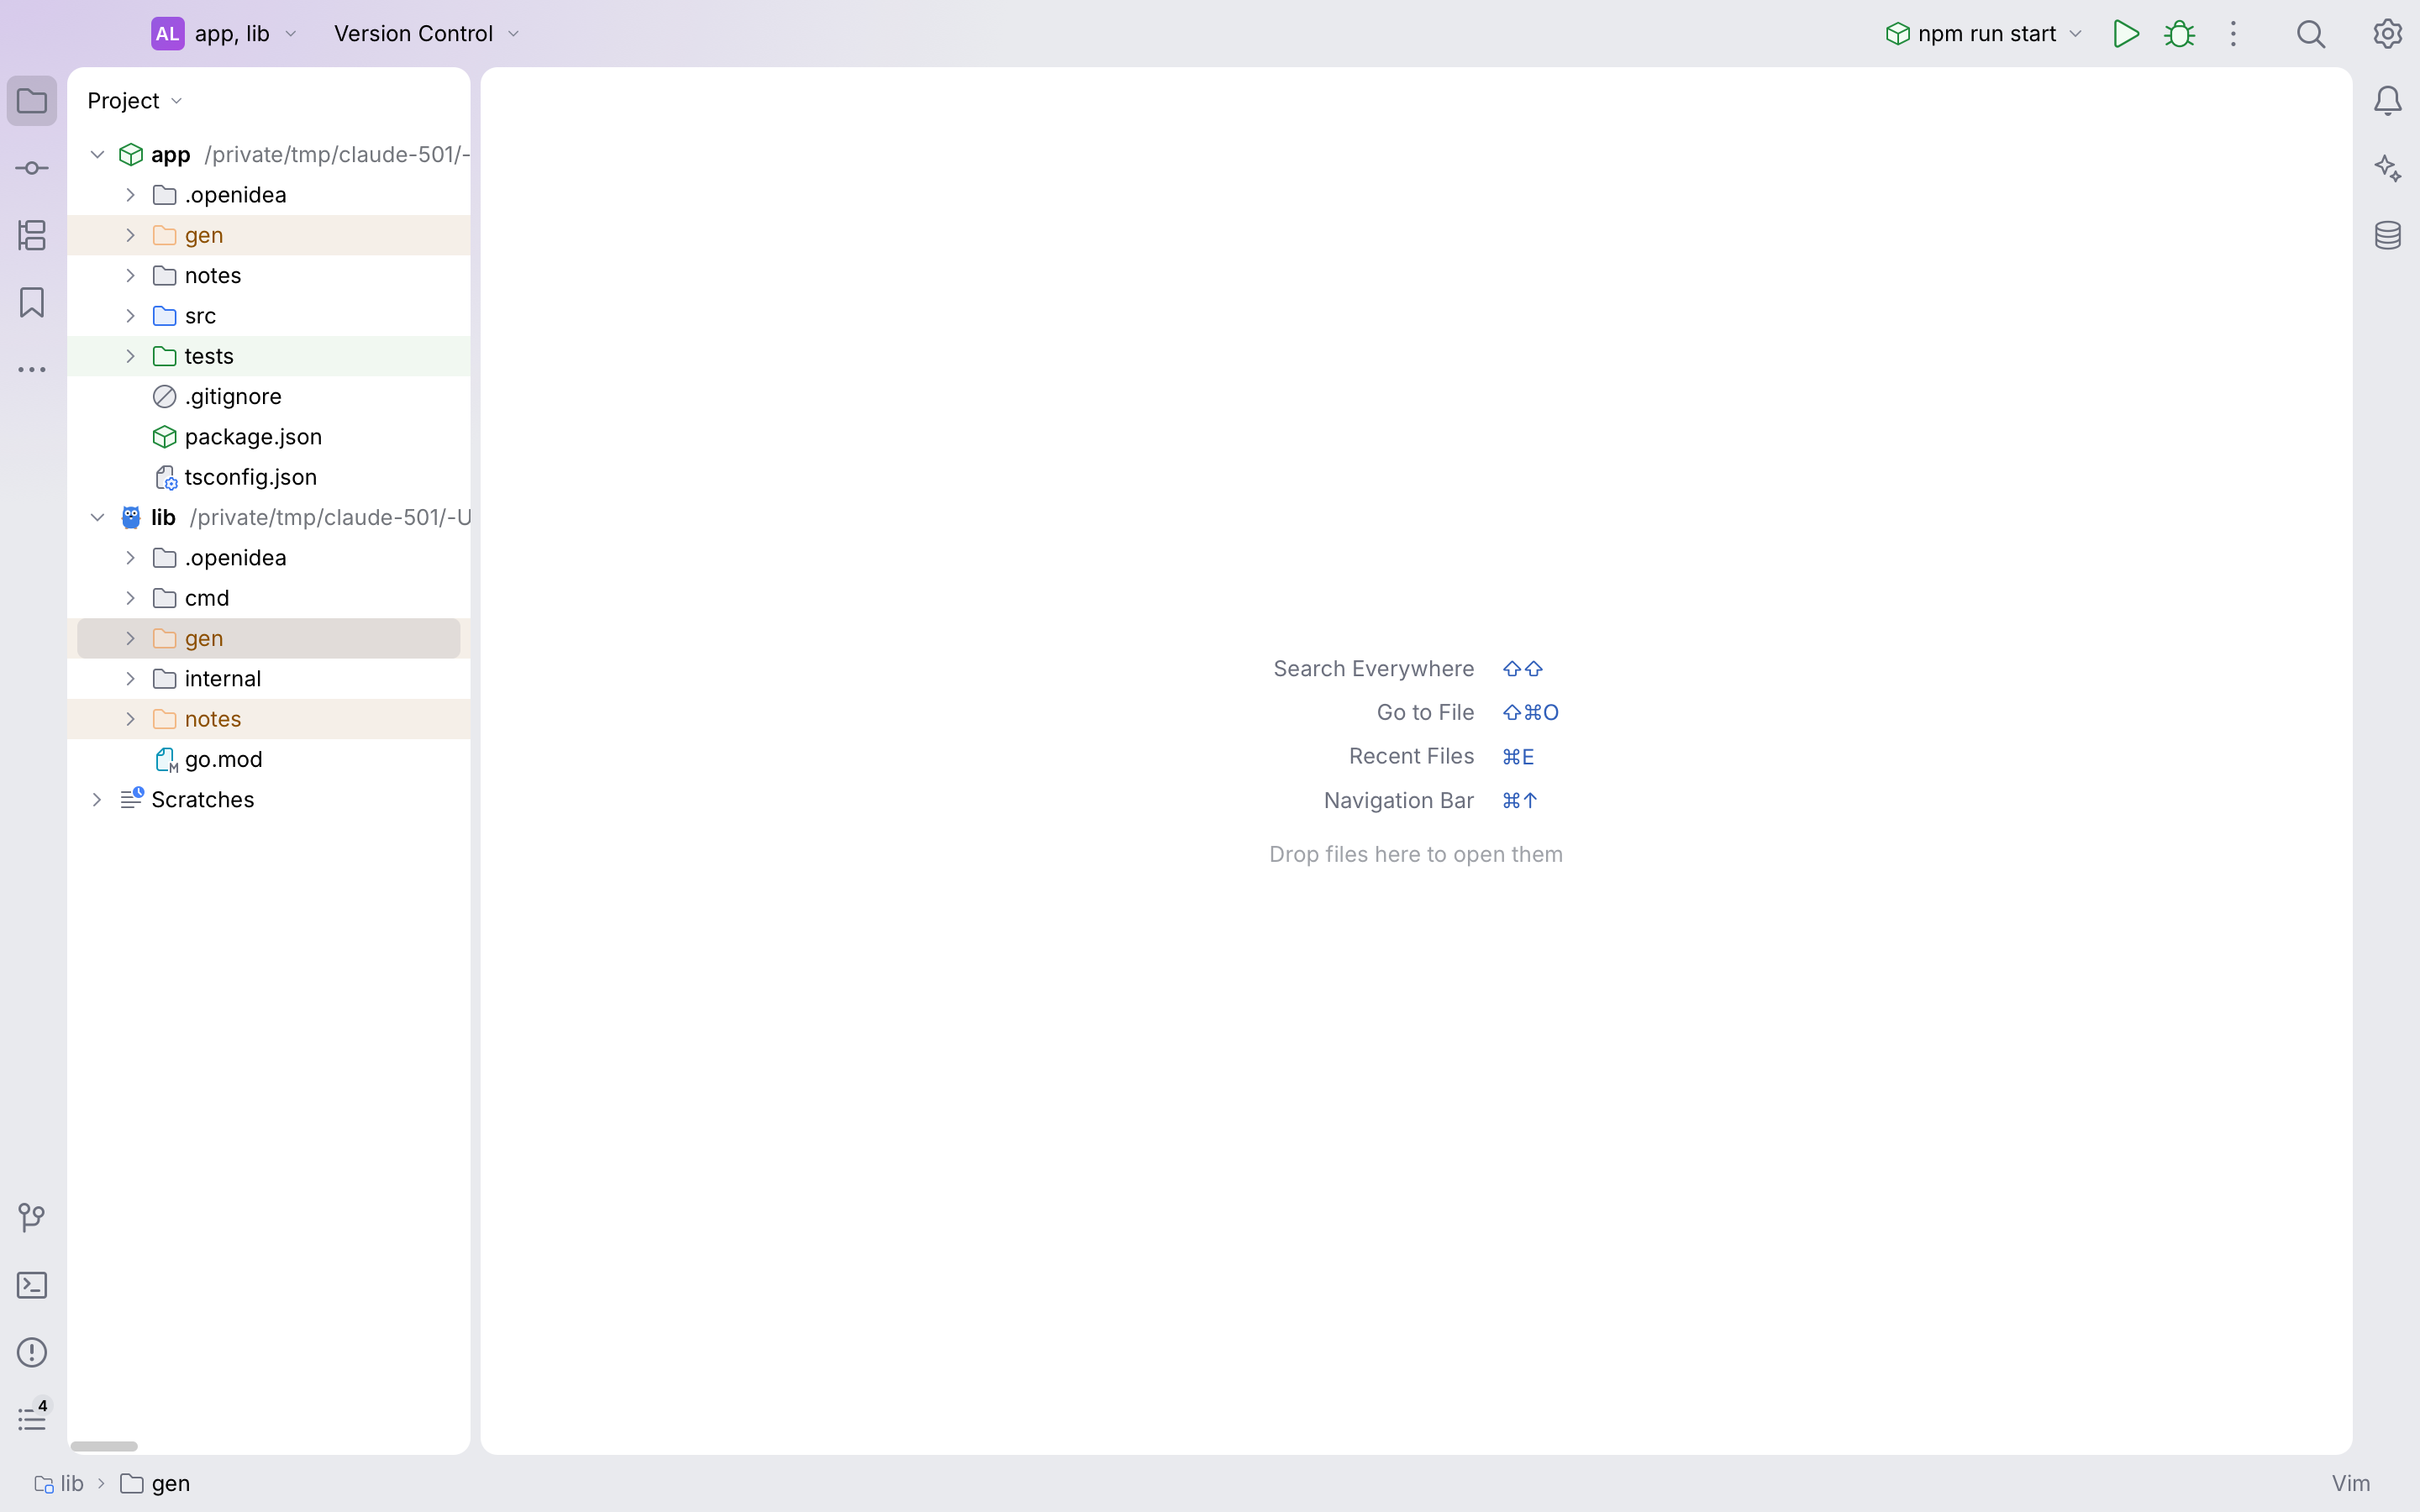 AL app, lib Version Control npm run start
Project
app /private/tmp/claude-501/-
.openidea
gen
notes
src
tests
.gitignore
package.json
tsconfig.json
lib /private/tmp/claude-501/-U
.openidea
cmd
gen
internal
notes
go.mod
Scratches
Search Everywhere ⇧⇧
Go to File ⇧⌘O
Recent Files ⌘E
Navigation Bar ⌘↑
Drop files here to open them
4
lib › gen Vim